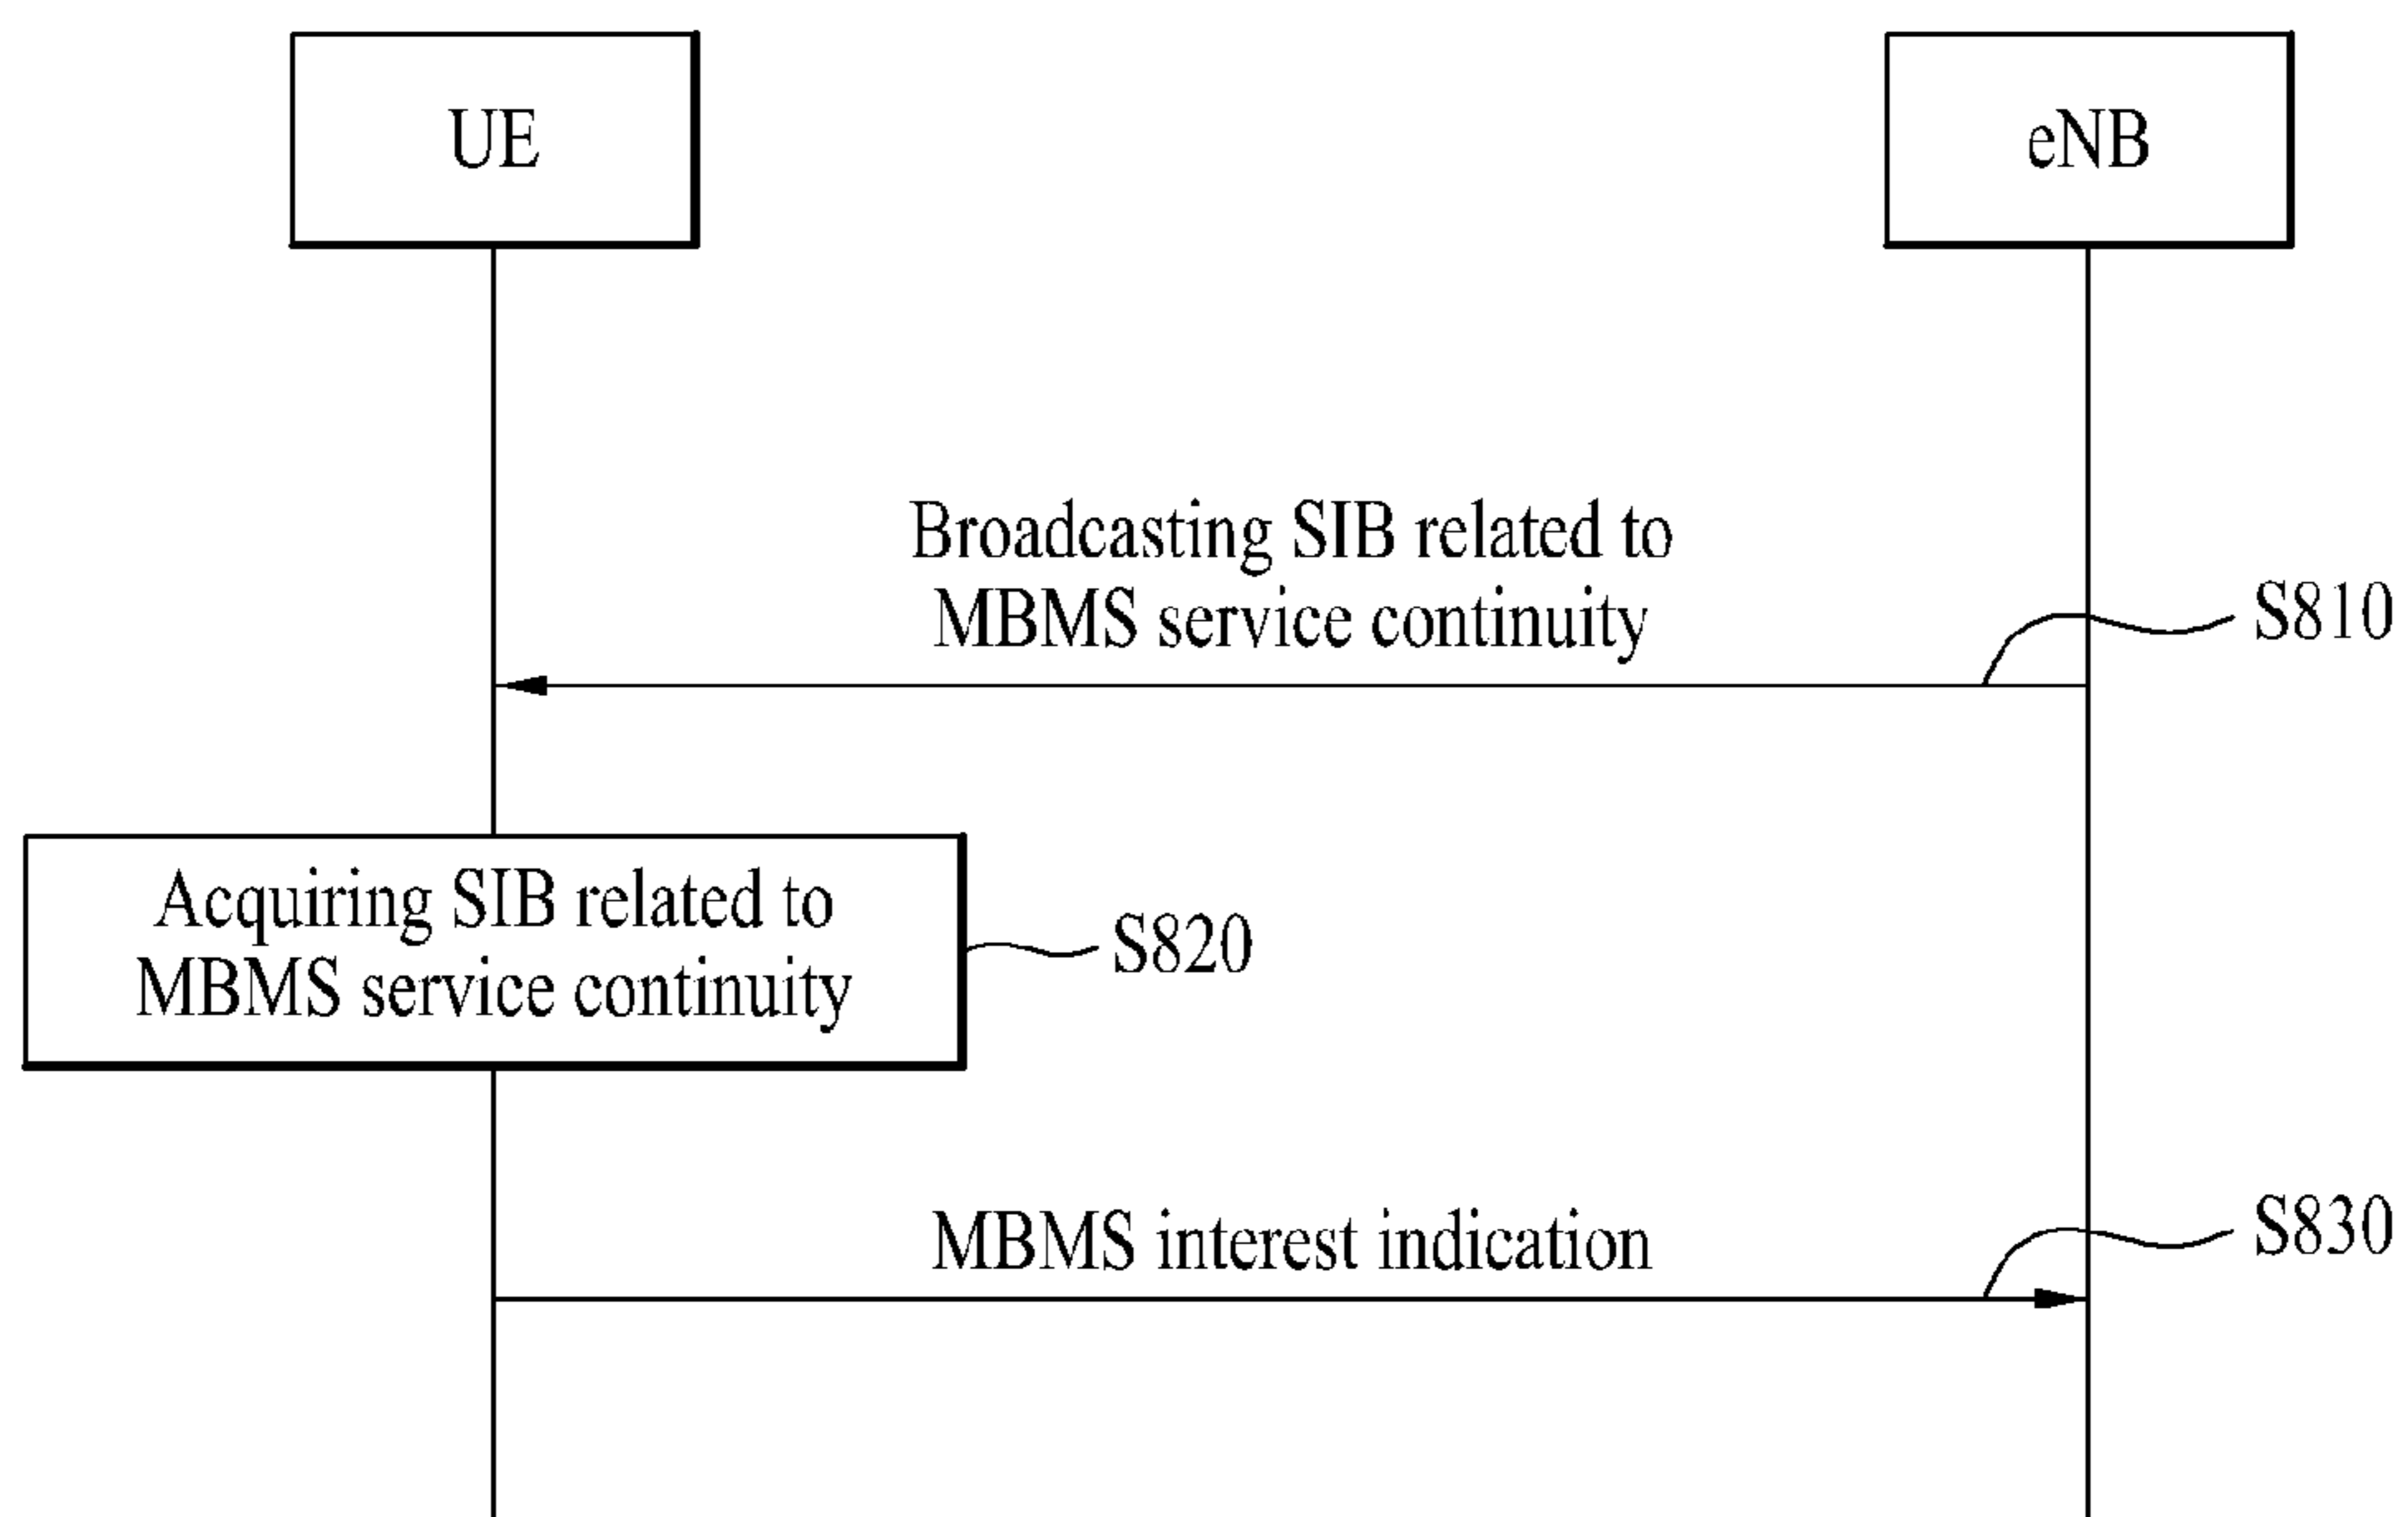 UE
eNB
Broadcasting SIB related to
MBMS service continuity
S810
Acquiring SIB related to
MBMS service continuity
S820
MBMS interest indication
S830